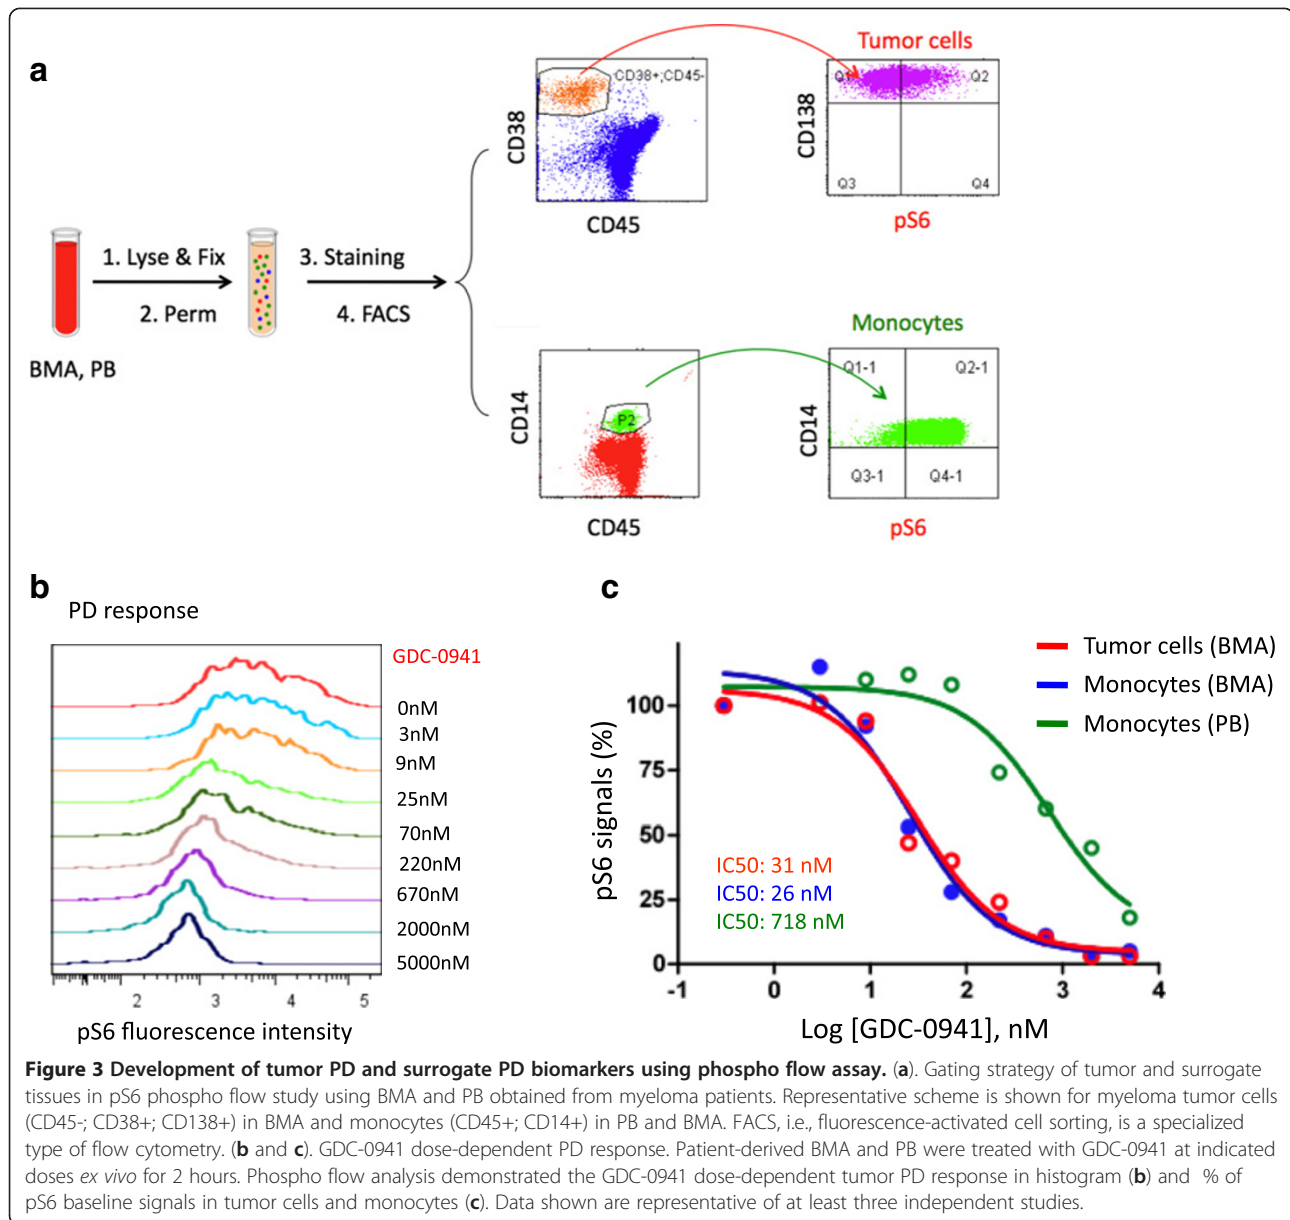 a
Tumor cells
CD38+;CD45-
CD38
CD45
Q1
Q2
Q3
Q4
CD138
pS6
1. Lyse & Fix
2. Perm
3. Staining
4. FACS
BMA, PB
Monocytes
P2
CD14
CD45
Q1-1
Q2-1
Q3-1
Q4-1
CD14
pS6
b
PD response
GDC-0941
0nM
3nM
9nM
25nM
70nM
220nM
670nM
2000nM
5000nM
2 3 4 5
pS6 fluorescence intensity
c
Tumor cells (BMA)
Monocytes (BMA)
Monocytes (PB)
100
75
50
25
0
pS6 signals (%)
IC50: 31 nM
IC50: 26 nM
IC50: 718 nM
-1 0 1 2 3 4
Log [GDC-0941], nM
Figure 3 Development of tumor PD and surrogate PD biomarkers using phospho flow assay. (a). Gating strategy of tumor and surrogate
tissues in pS6 phospho flow study using BMA and PB obtained from myeloma patients. Representative scheme is shown for myeloma tumor cells
(CD45-; CD38+; CD138+) in BMA and monocytes (CD45+; CD14+) in PB and BMA. FACS, i.e., fluorescence-activated cell sorting, is a specialized
type of flow cytometry. (b and c). GDC-0941 dose-dependent PD response. Patient-derived BMA and PB were treated with GDC-0941 at indicated
doses ex vivo for 2 hours. Phospho flow analysis demonstrated the GDC-0941 dose-dependent tumor PD response in histogram (b) and % of
pS6 baseline signals in tumor cells and monocytes (c). Data shown are representative of at least three independent studies.